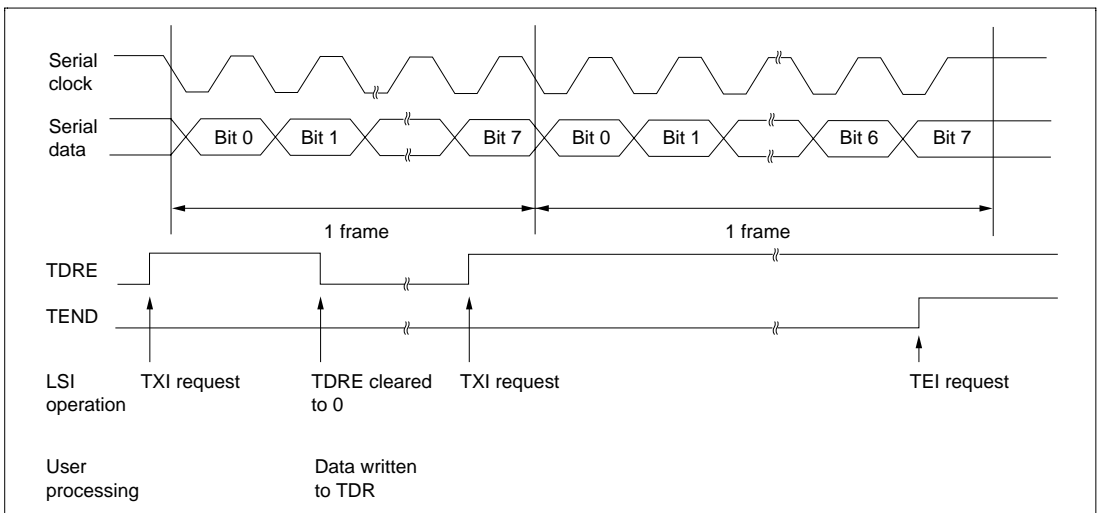 Serial
clock
Serial
data
Bit 0
Bit 1
Bit 7
Bit 0
Bit 1
Bit 6
Bit 7
1 frame
1 frame
TDRE
TEND
LSI
operation
TXI request
TDRE cleared
to 0
TXI request
TEI request
User
processing
Data written
to TDR